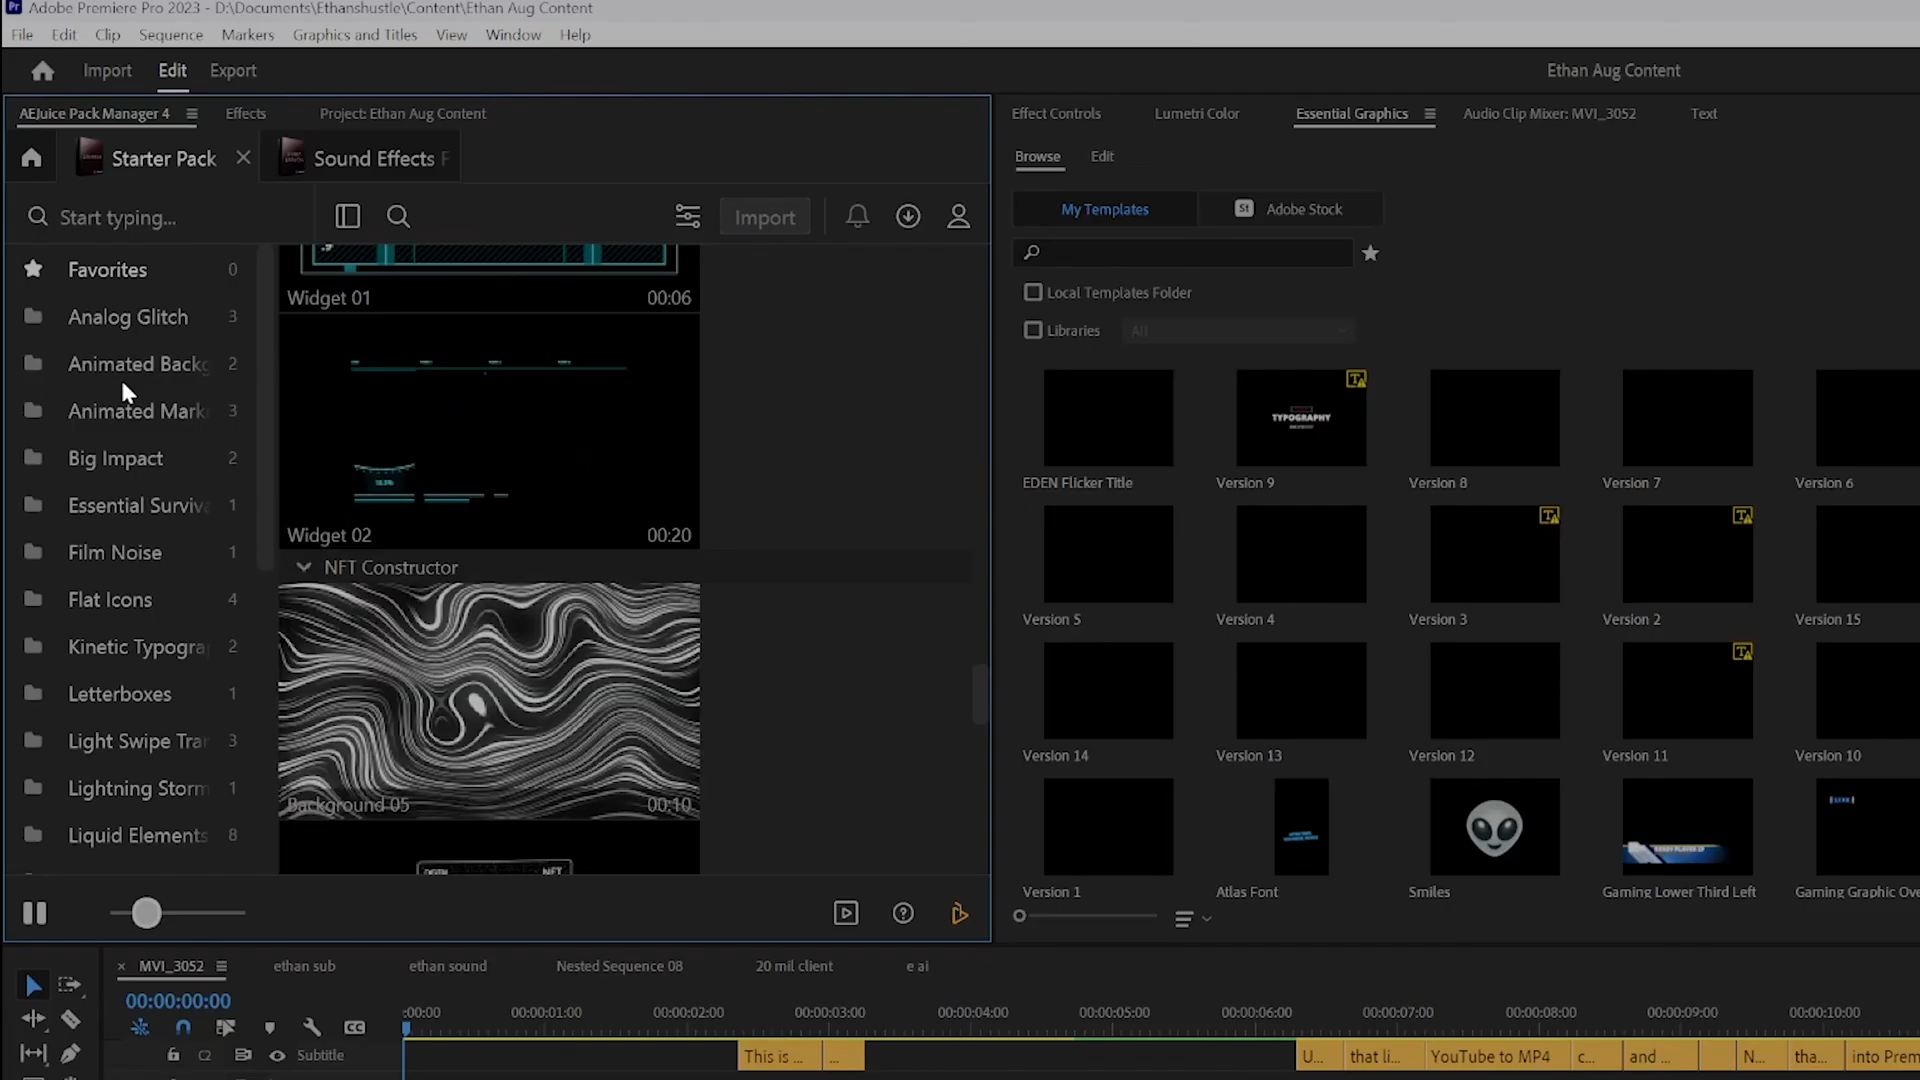 Adobe Premiere Pro 2023 - D:\Documents\Ethanshustle\Content\Ethan Aug Content
File Edit Clip Sequence Markers Graphics and Titles View Window Help
Import Edit Export
Ethan Aug Content
AEJuice Pack Manager 4
Effects
Project: Ethan Aug Content
Starter Pack
Sound Effects
Start typing...
Import
Favorites 0
Analog Glitch 3
Animated Backg 2
Animated Mark 3
Big Impact 2
Essential Surviva 1
Film Noise 1
Flat Icons 4
Kinetic Typogra 2
Letterboxes 1
Light Swipe Tra 3
Lightning Storm 1
Liquid Elements 8
Widget 01 00:06
Widget 02 00:20
NFT Constructor
Background 05 00:10
NFT
Effect Controls
Lumetri Color
Essential Graphics
Audio Clip Mixer: MVI_3052
Text
Browse Edit
My Templates
St Adobe Stock
Local Templates Folder
Libraries All
TYPOGRAPHY
EDEN Flicker Title
Version 9
Version 8
Version 7
Version 6
Version 5
Version 4
Version 3
Version 2
Version 15
Version 14
Version 13
Version 12
Version 11
Version 10
Version 1
Atlas Font
Smiles
Gaming Lower Third Left
Gaming Graphic Ove
MVI_3052
ethan sub
ethan sound
Nested Sequence 08
20 mil client
e ai
00:00:00:00
:00:00
00:00:01:00
00:00:02:00
00:00:03:00
00:00:04:00
00:00:05:00
00:00:06:00
00:00:07:00
00:00:08:00
00:00:09:00
00:00:10:00
CC
C2
Subtitle
This is ...
...
U...
that li...
YouTube to MP4
c...
and ...
N...
tha...
into Prem